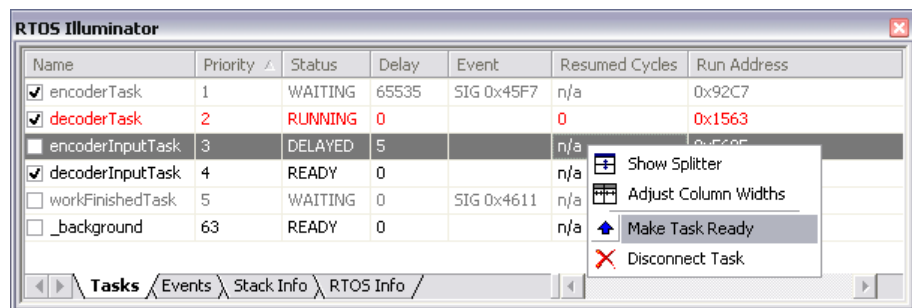 RTOS Illuminator
Name Priority Status Delay Event Resumed Cycles Run Address
encoderTask 1 WAITING 65535 SIG 0x45F7 n/a 0x92C7
decoderTask 2 RUNNING 0 0 0x1563
encoderInputTask 3 DELAYED 5 n/a
decoderInputTask 4 READY 0 n/a
workFinishedTask 5 WAITING 0 SIG 0x4611 n/a
_background 63 READY 0 n/a
Show Splitter
Adjust Column Widths
Make Task Ready
Disconnect Task
Tasks Events Stack Info RTOS Info